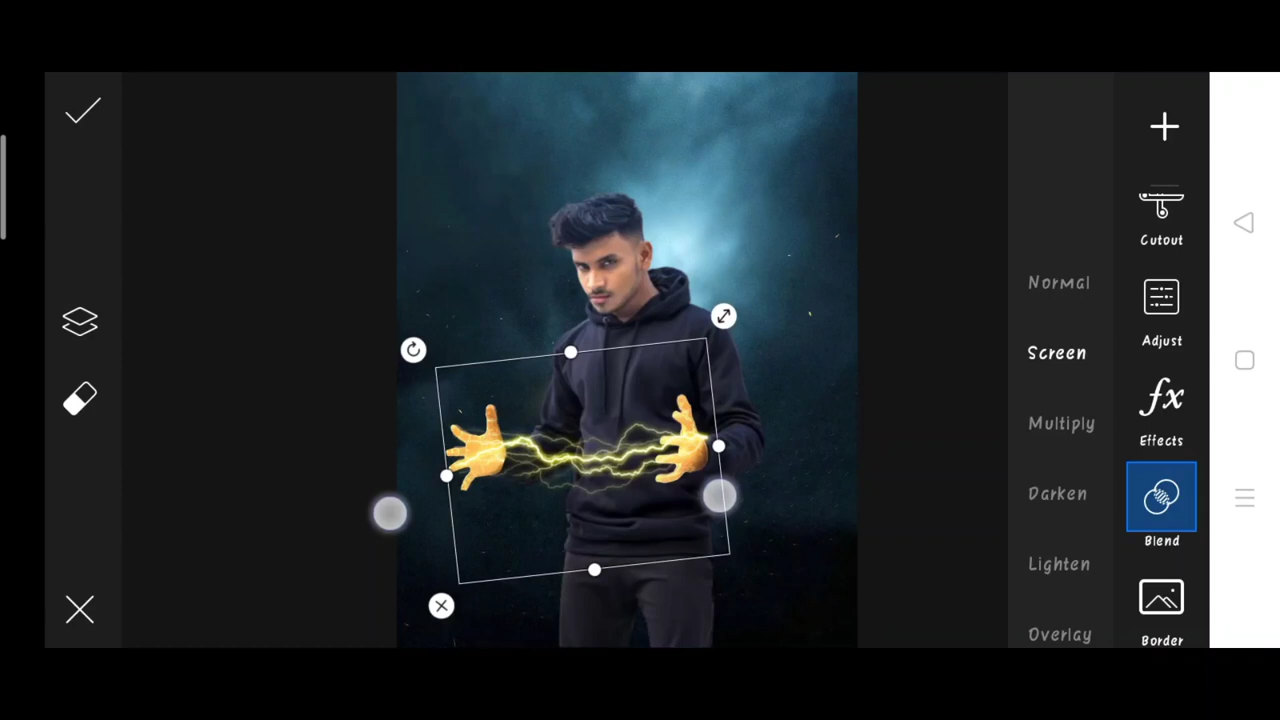 Normal
Screen
Multiply
Darken
Lighten
Overlay
Cutout
Adjust
fx
Effects
Blend
Border